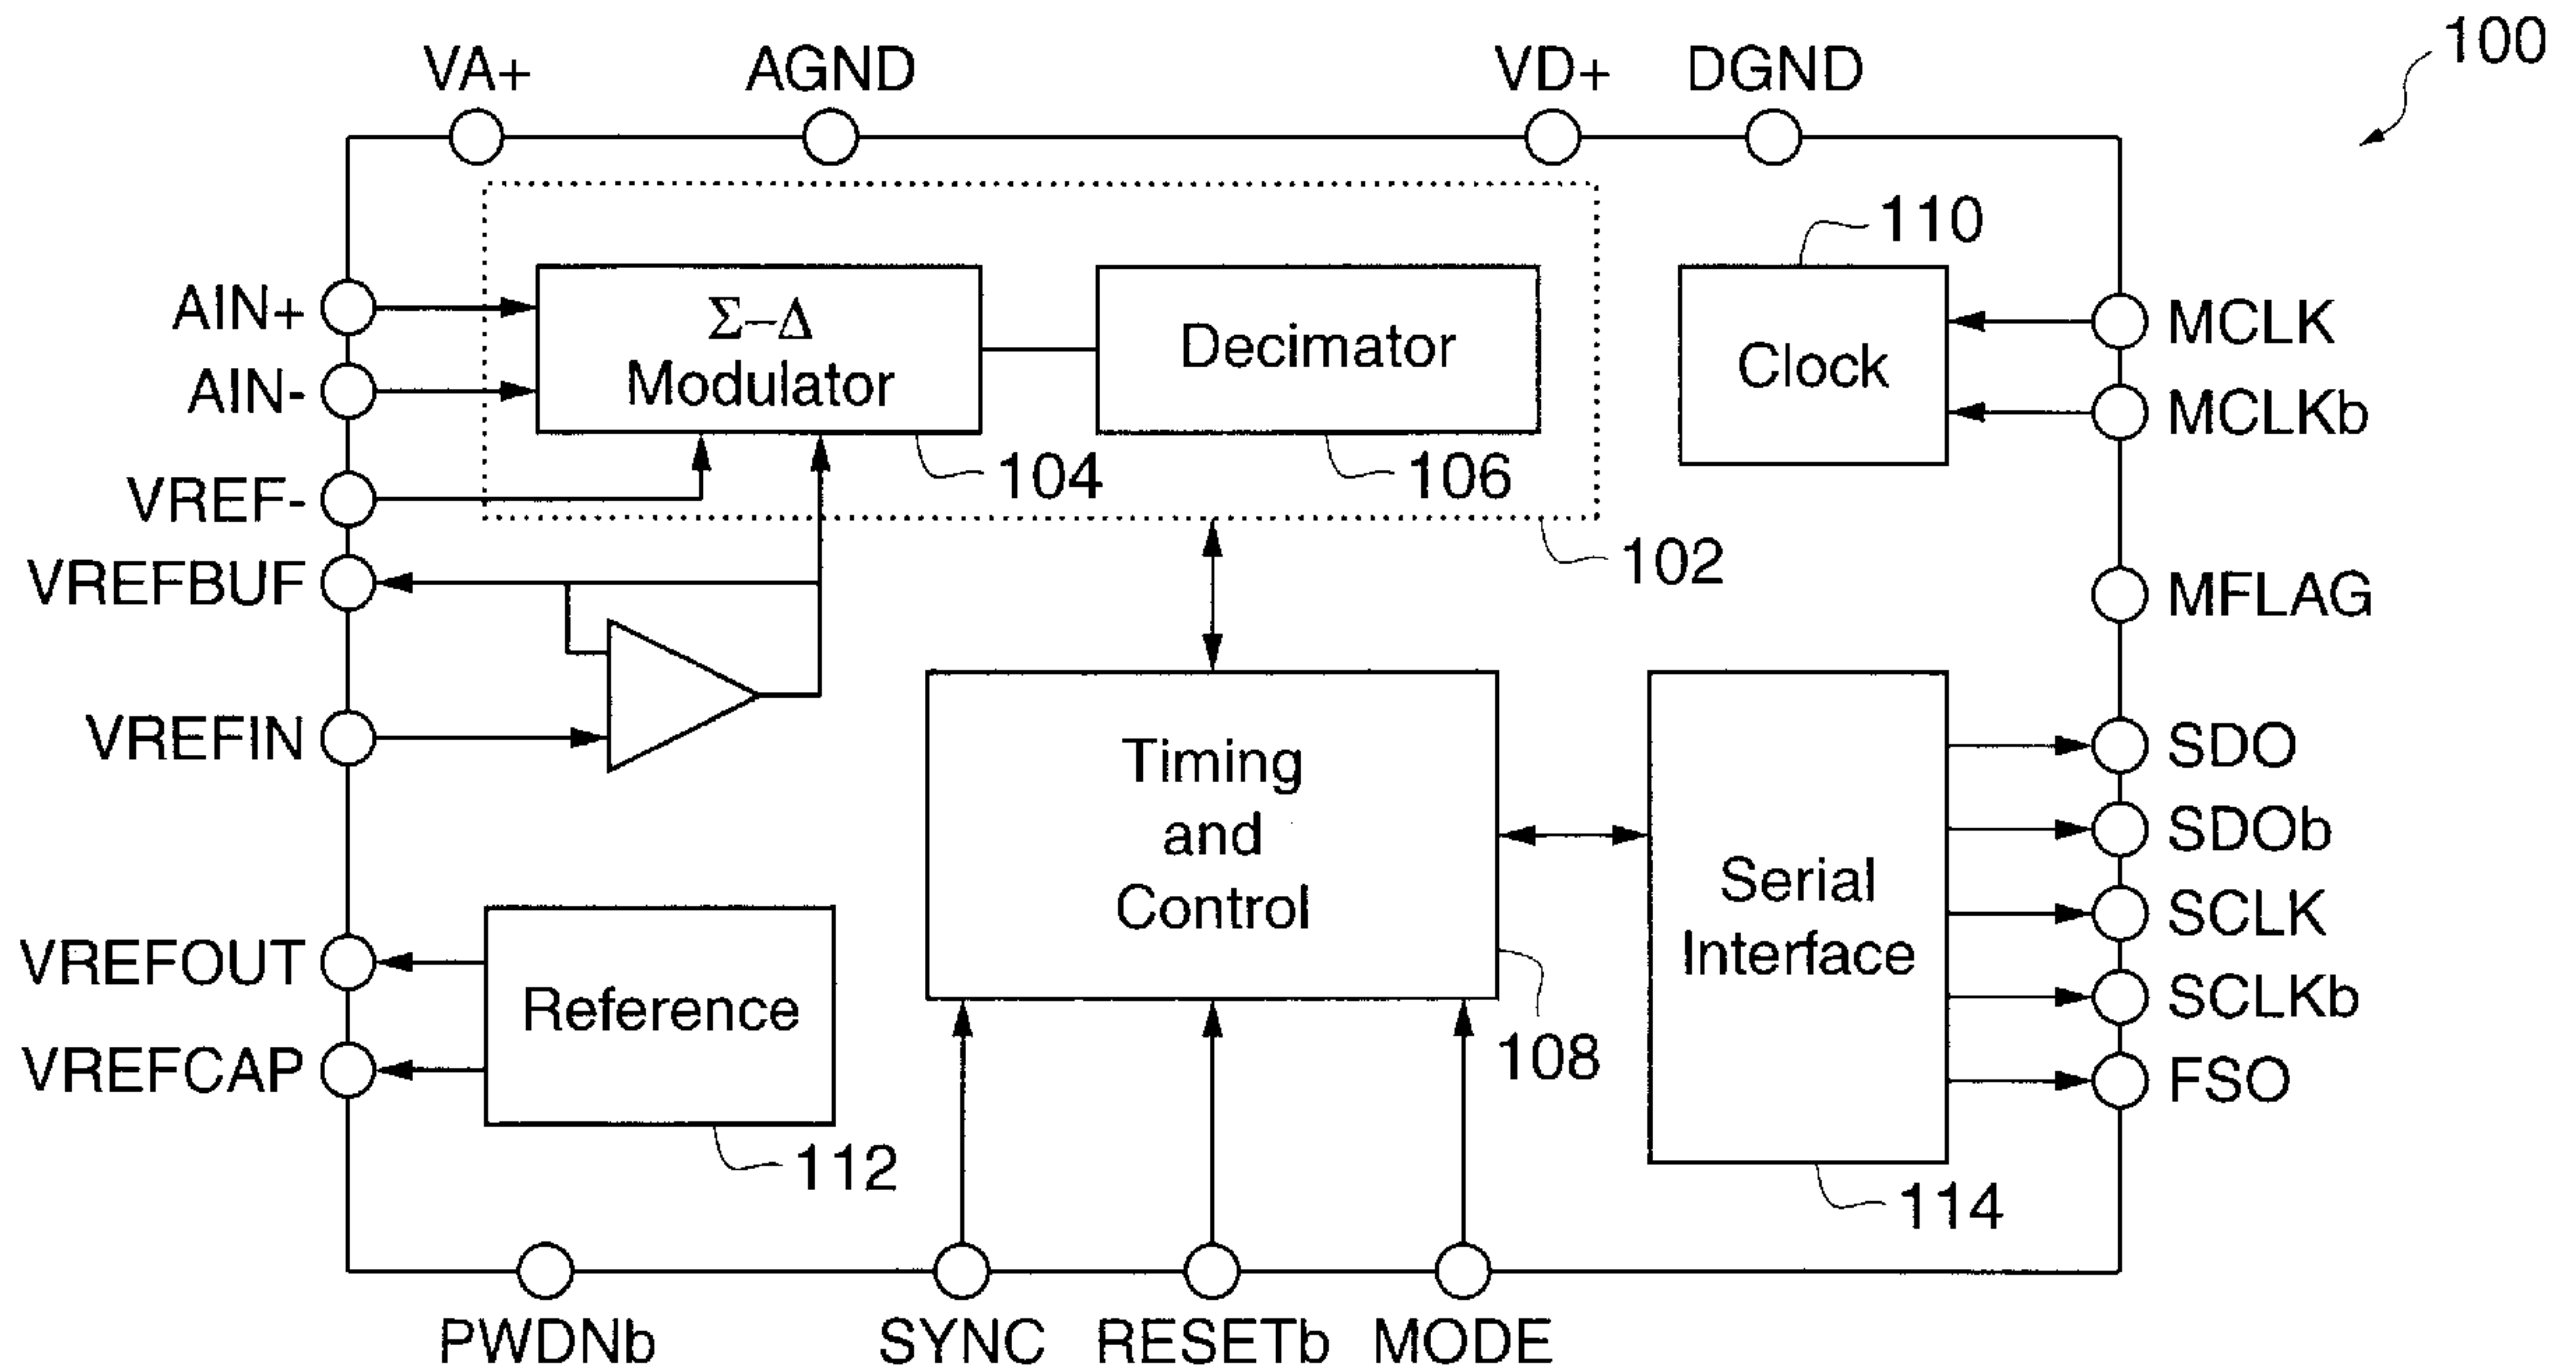 100
VA+
AGND
VD+
DGND
110
AIN+
Σ–Δ
Modulator
Decimator
Clock
MCLK
AIN-
MCLKb
104
106
VREF-
102
VREFBUF
MFLAG
VREFIN
Timing
and
Control
SDO
SDOb
Serial
Interface
SCLK
VREFOUT
Reference
SCLKb
VREFCAP
108
FSO
112
114
PWDNb
SYNC
RESETb
MODE